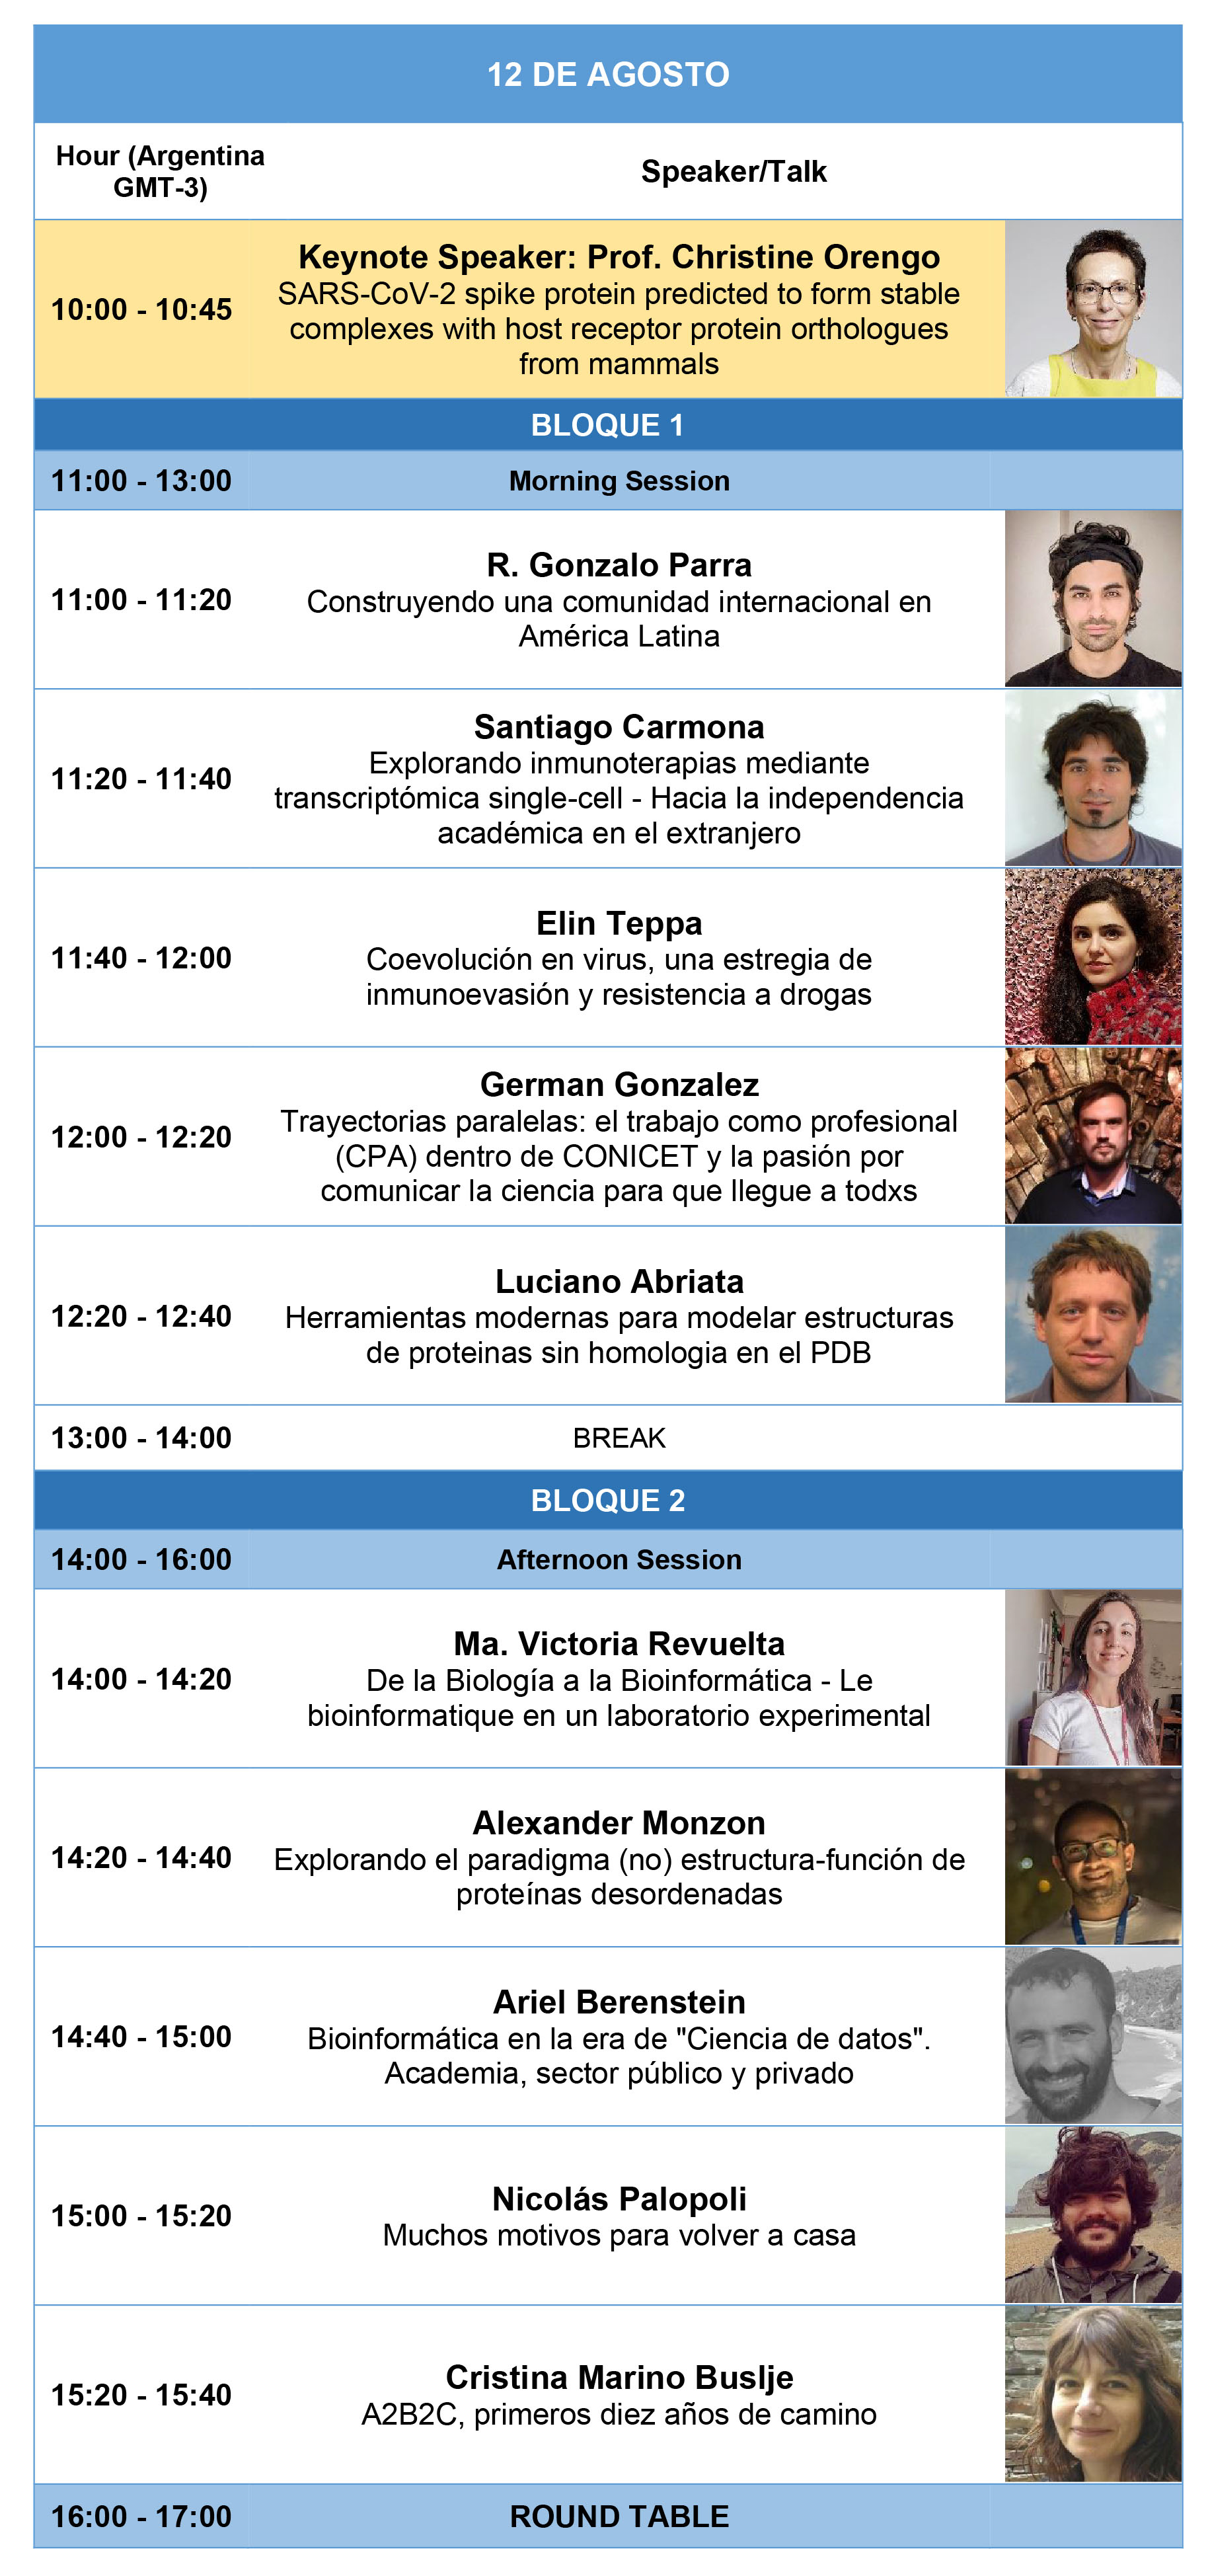 12 DE AGOSTO
Hour (Argentina
GMT-3)
Speaker/Talk
10:00 - 10:45
Keynote Speaker: Prof. Christine Orengo
SARS-CoV-2 spike protein predicted to form stable
complexes with host receptor protein orthologues
from mammals
BLOQUE 1
11:00 - 13:00
Morning Session
11:00 - 11:20
R. Gonzalo Parra
Construyendo una comunidad internacional en
América Latina
11:20 - 11:40
Santiago Carmona
Explorando inmunoterapias mediante
transcriptómica single-cell - Hacia la independencia
académica en el extranjero
11:40 - 12:00
Elin Teppa
Coevolución en virus, una estregia de
inmunoevasión y resistencia a drogas
12:00 - 12:20
German Gonzalez
Trayectorias paralelas: el trabajo como profesional
(CPA) dentro de CONICET y la pasión por
comunicar la ciencia para que llegue a todxs
12:20 - 12:40
Luciano Abriata
Herramientas modernas para modelar estructuras
de proteinas sin homologia en el PDB
13:00 - 14:00
BREAK
BLOQUE 2
14:00 - 16:00
Afternoon Session
14:00 - 14:20
Ma. Victoria Revuelta
De la Biología a la Bioinformática - Le
bioinformatique en un laboratorio experimental
14:20 - 14:40
Alexander Monzon
Explorando el paradigma (no) estructura-función de
proteínas desordenadas
14:40 - 15:00
Ariel Berenstein
Bioinformática en la era de "Ciencia de datos".
Academia, sector público y privado
15:00 - 15:20
Nicolás Palopoli
Muchos motivos para volver a casa
15:20 - 15:40
Cristina Marino Buslje
A2B2C, primeros diez años de camino
16:00 - 17:00
ROUND TABLE